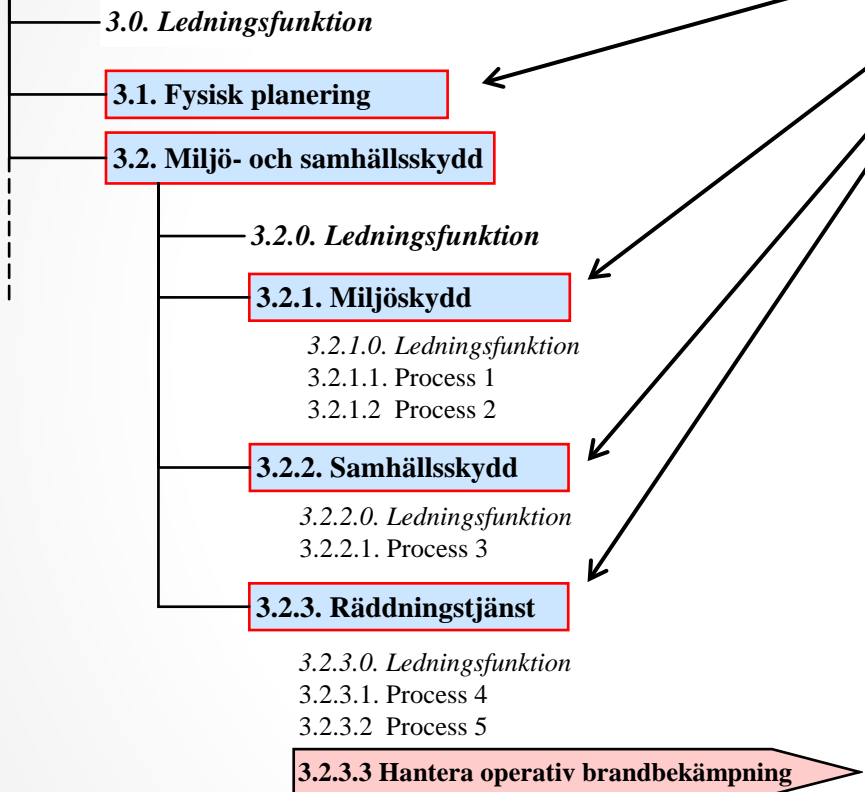 3.0. Ledningsfunktion
3.1. Fysisk planering
3.2. Miljö- och samhällsskydd
3.2.0. Ledningsfunktion
3.2.1. Miljöskydd
3.2.1.0. Ledningsfunktion
3.2.1.1. Process 1
3.2.1.2 Process 2
3.2.2. Samhällsskydd
3.2.2.0. Ledningsfunktion
3.2.2.1. Process 3
3.2.3. Räddningstjänst
3.2.3.0. Ledningsfunktion
3.2.3.1. Process 4
3.2.3.2 Process 5
3.2.3.3 Hantera operativ brandbekämpning